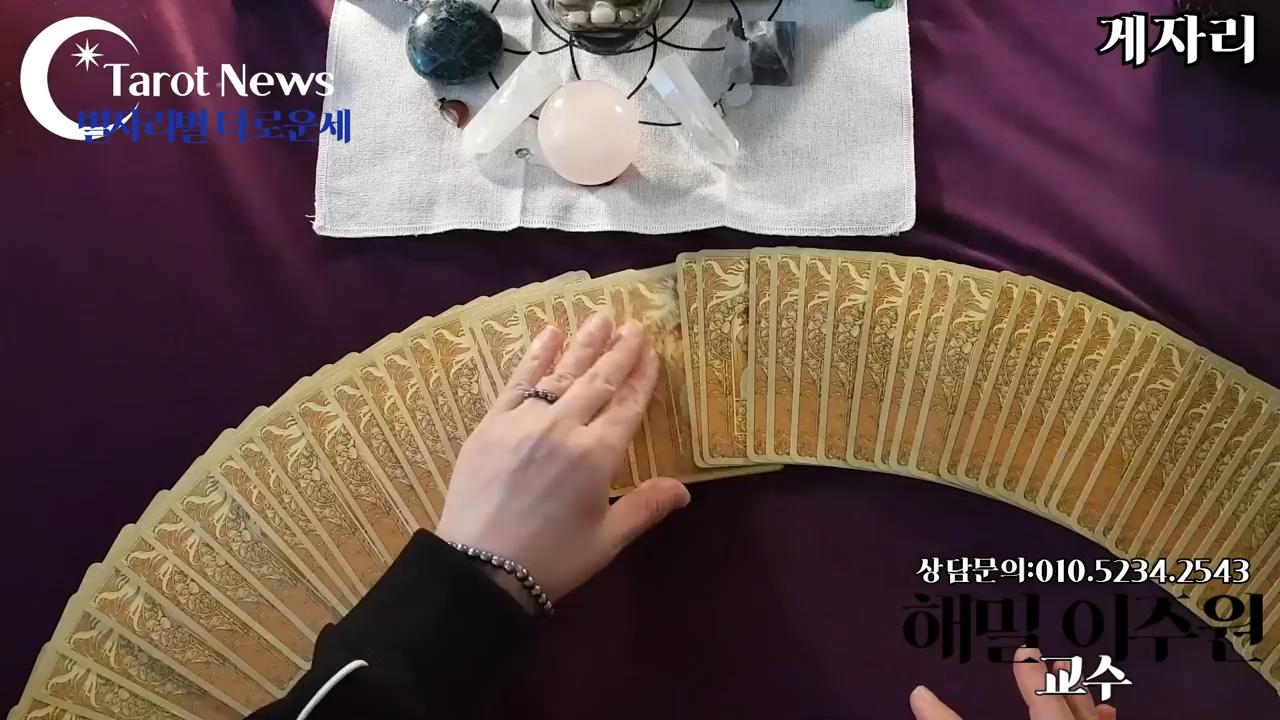 Tarot News
별자리별 타로운세
게자리
상담문의:010.5234.2543
해밀 이주원
교수